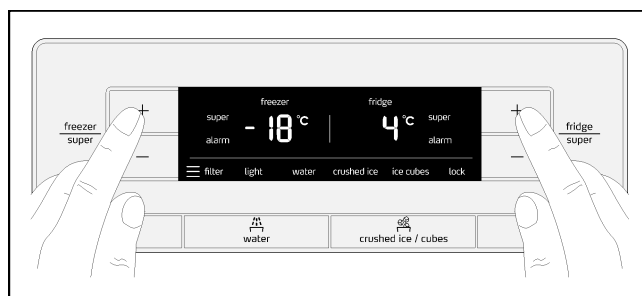 freezer
super
+
−
freezer
super
alarm
-18 °C
fridge
4 °C
super
alarm
filter light water crushed ice ice cubes lock
+
−
fridge
super
water
crushed ice / cubes